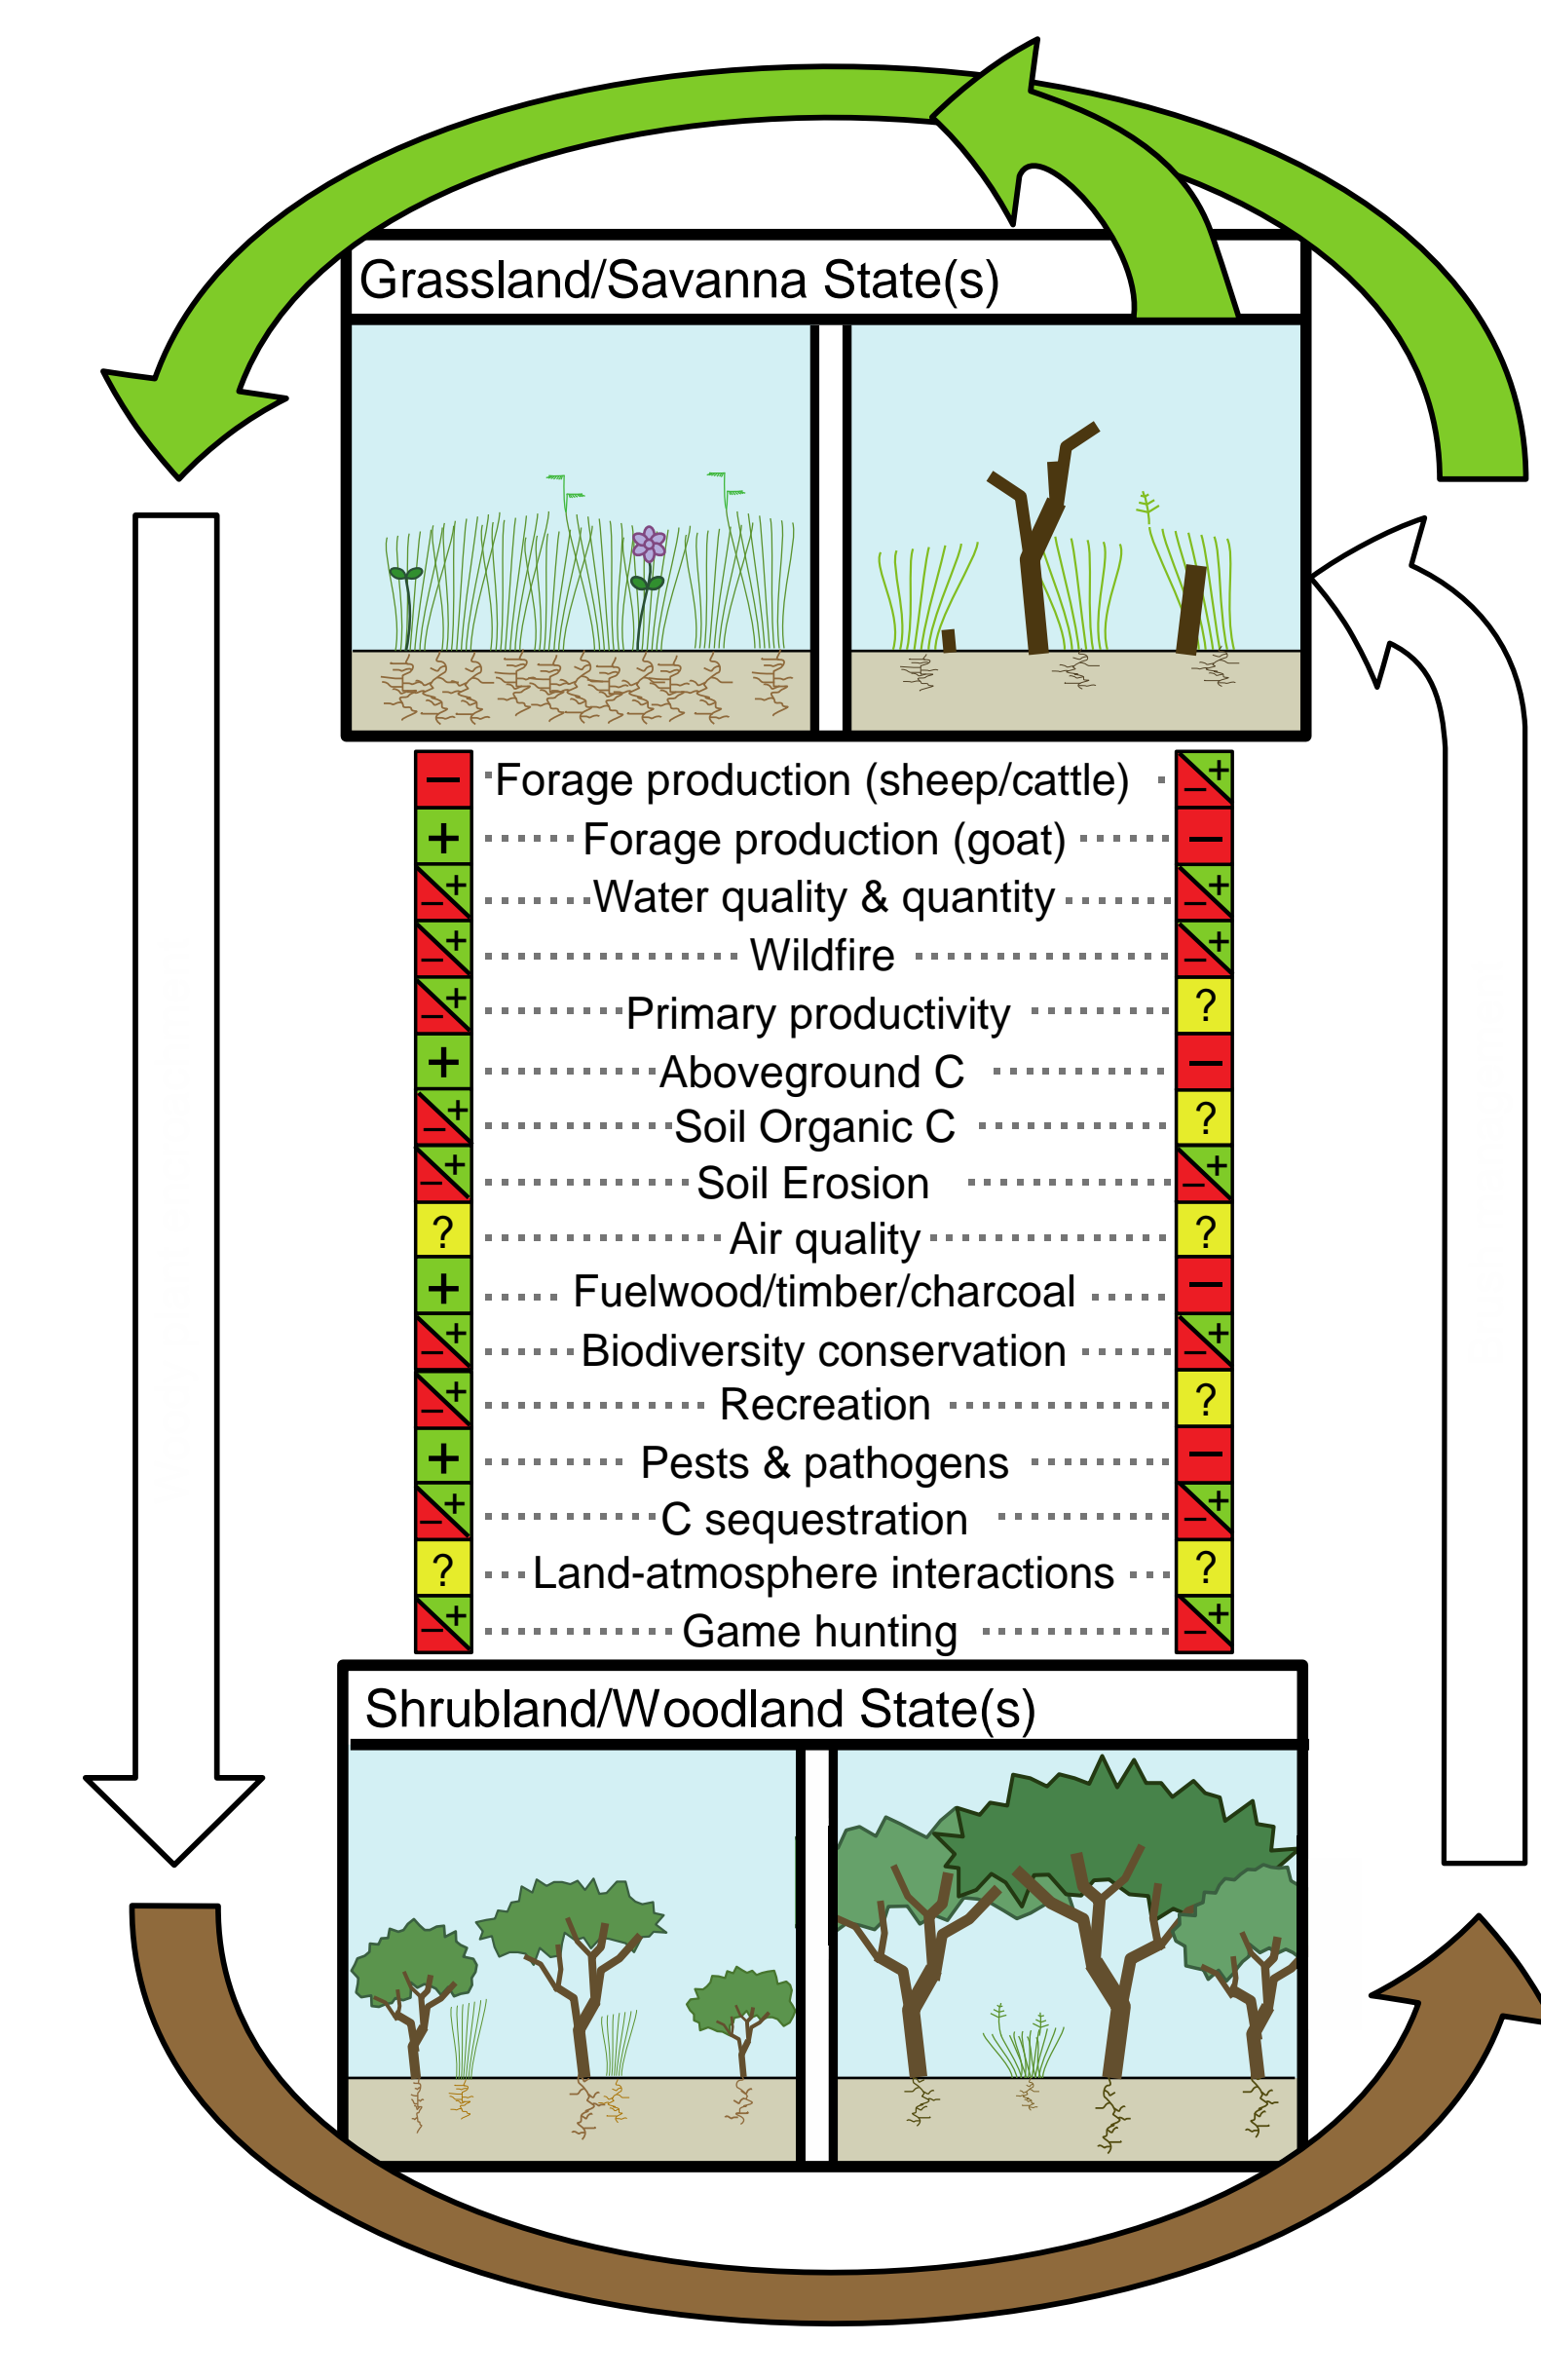 Grassland/Savanna State(s)
− Forage production (sheep/cattle) − +
+ Forage production (goat) −
− + Water quality & quantity − +
− + Wildfire − +
− + Primary productivity ?
+ Aboveground C −
− + Soil Organic C ?
− + Soil Erosion − +
? Air quality ?
+ Fuelwood/timber/charcoal −
− + Biodiversity conservation − +
− + Recreation ?
+ Pests & pathogens −
− + C sequestration − +
? Land-atmosphere interactions ?
− + Game hunting − +
Shrubland/Woodland State(s)